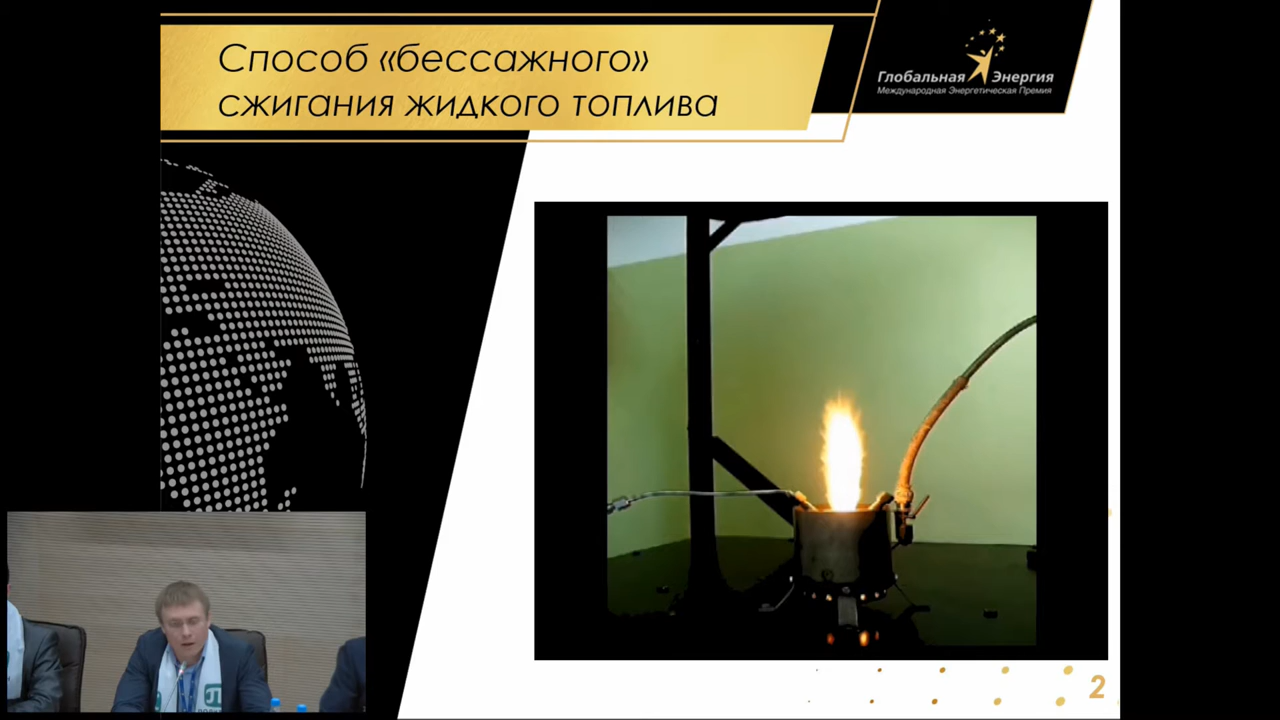 Способ «бессажного»
сжигания жидкого топлива
Глобальная Энергия
Международная Энергетическая Премия
2